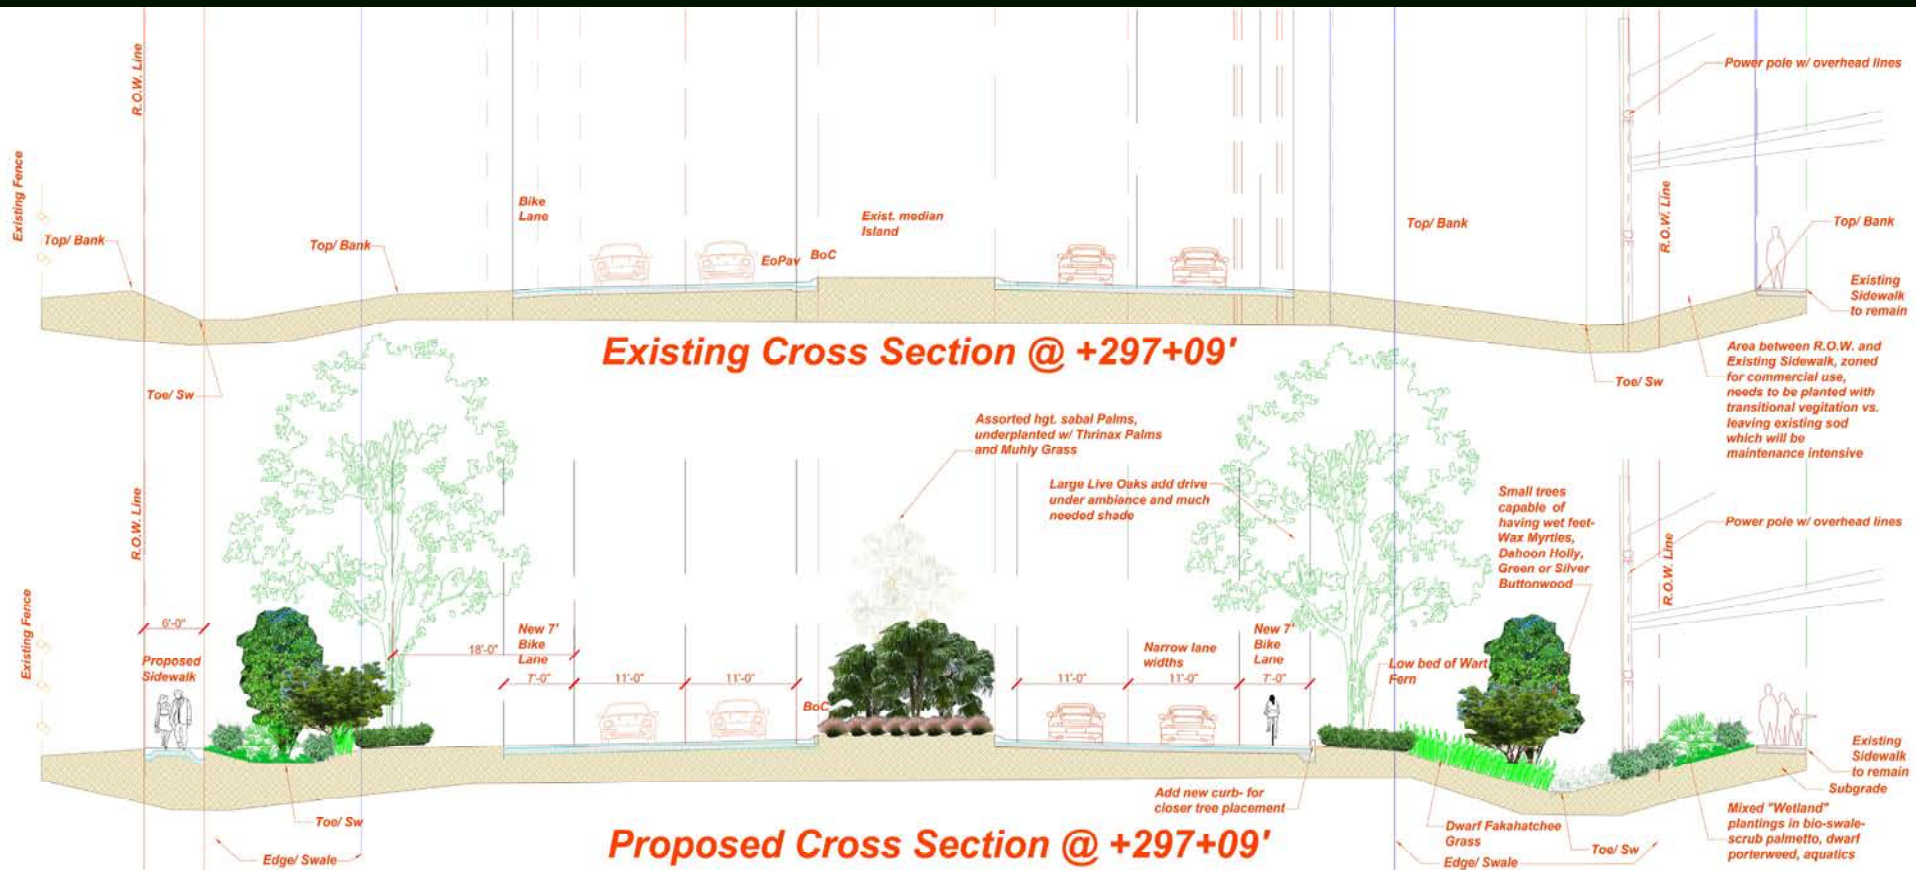 R.O.W. Line
Existing Fence
Top/ Bank
Top/ Bank
Bike
Lane
EoPav
BoC
Exist. median
Island
Top/ Bank
Power pole w/ overhead lines
R.O.W. Line
Top/ Bank
Existing
Sidewalk
to remain
Toe/ Sw
Existing Cross Section @ +297+09'
Toe/ Sw
Area between R.O.W. and
Existing Sidewalk, zoned
for commercial use,
needs to be planted with
transitional vegitation vs.
leaving existing sod
which will be
maintenance intensive
R.O.W. Line
Existing Fence
Assorted hgt. sabal Palms,
underplanted w/ Thrinax Palms
and Muhly Grass
Large Live Oaks add drive
under ambiance and much
needed shade
Small trees
capable of
having wet feet-
Wax Myrtles,
Dahoon Holly,
Green or Silver
Buttonwood
Power pole w/ overhead lines
R.O.W. Line
6'-0"
Proposed
Sidewalk
18'-0"
New 7'
Bike
Lane
7'-0"
11'-0"
11'-0"
BoC
11'-0"
Narrow lane
widths
11'-0"
New 7'
Bike
Lane
7'-0"
Low bed of Wart
Fern
Existing
Sidewalk
to remain
Subgrade
Add new curb- for
closer tree placement
Toe/ Sw
Edge/ Swale
Proposed Cross Section @ +297+09'
Dwarf Fakahatchee
Grass
Edge/ Swale
Toe/ Sw
Mixed "Wetland"
plantings in bio-swale-
scrub palmetto, dwarf
porterweed, aquatics